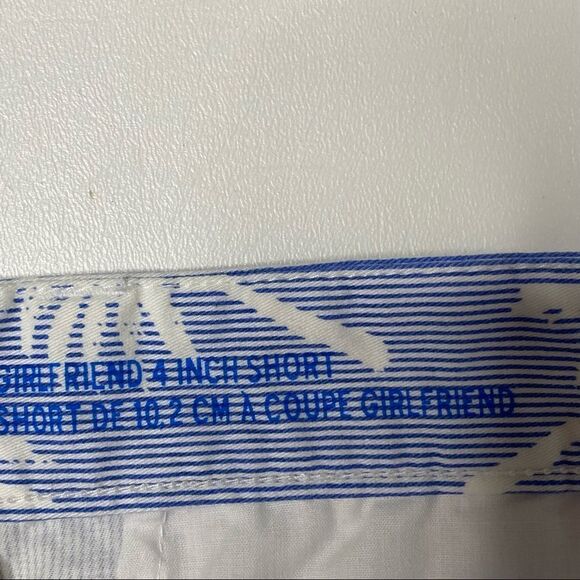 GIRLFRIEND 4 INCH SHORT
SHORT DE 10.2 CM À COUPE GIRLFRIEND